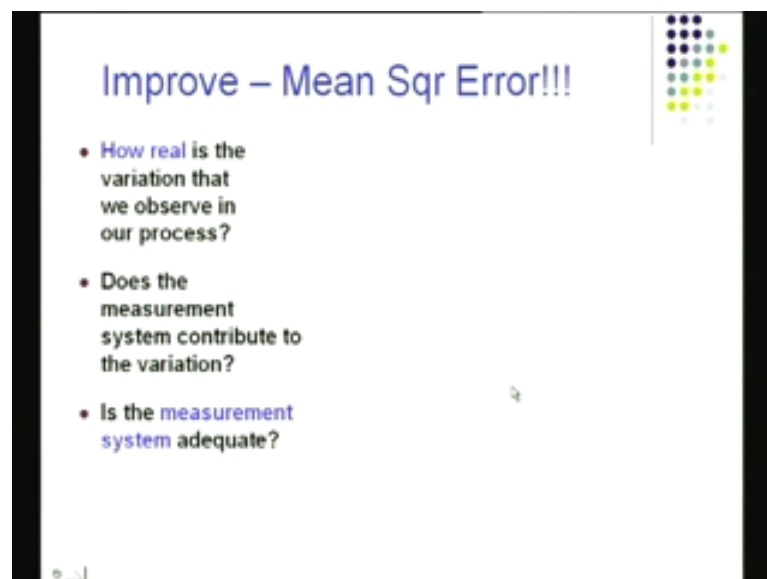 Improve – Mean Sqr Error!!!
• How real is the
variation that
we observe in
our process?
• Does the
measurement
system contribute to
the variation?
• Is the measurement
system adequate?